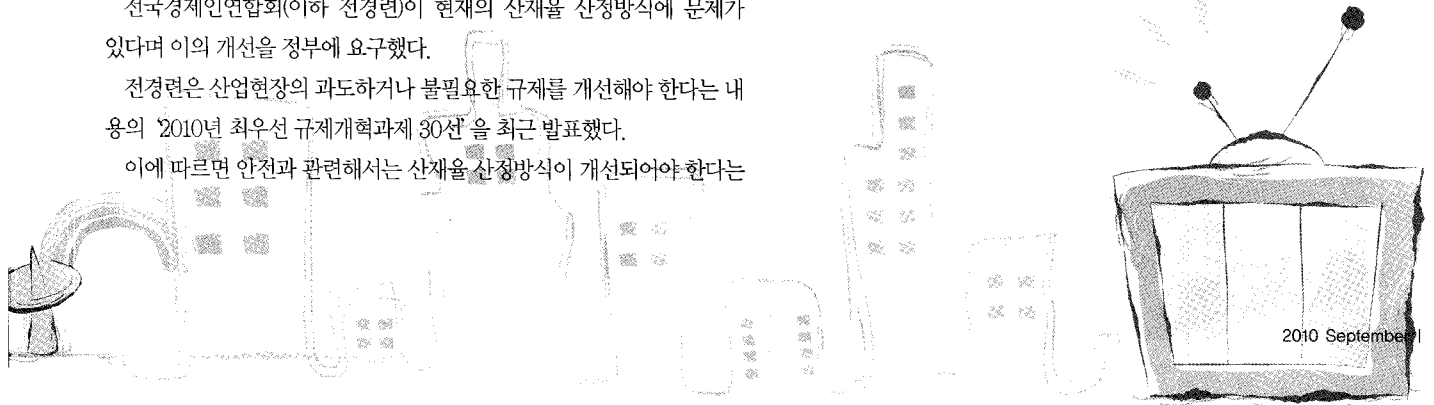 전국경제인연합회(이하 전경련)이 현재의 산재율 산정방식에 문제가
있다며 이의 개선을 정부에 요구했다.
전경련은 산업현장의 과도하거나 불필요한 규제를 개선해야 한다는 내
용의 '2010년 최우선 규제개혁과제 30선'을 최근 발표했다.
이에 따르면 안전과 관련해서는 산재율 산정방식이 개선되어야 한다는
2010 September |